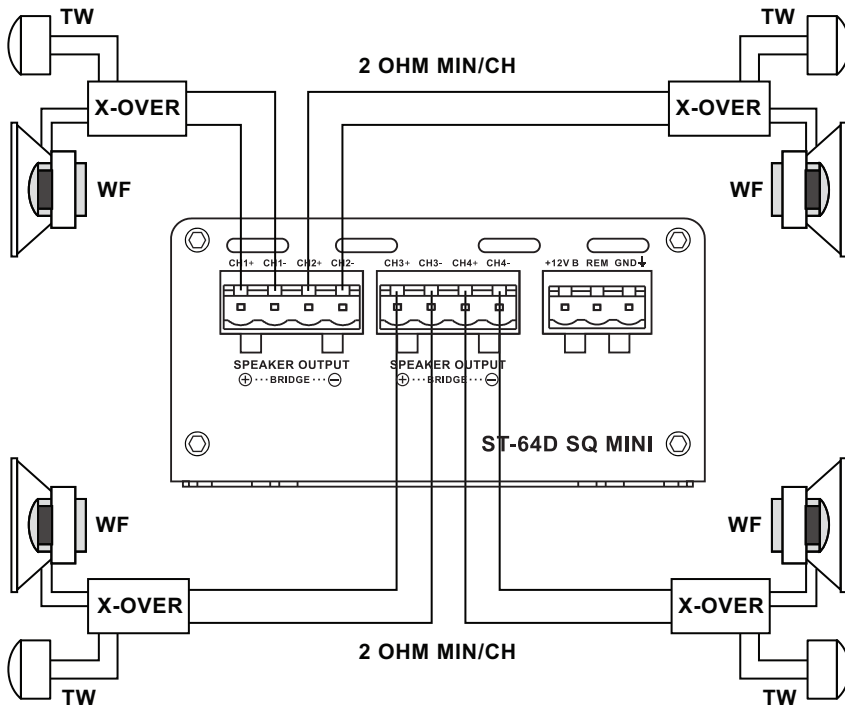 TW
TW
2 OHM MIN/CH
X-OVER
X-OVER
WF
WF
CH1+ CH1- CH2+ CH2-
CH3+ CH3- CH4+ CH4-
+12V B REM GND
SPEAKER OUTPUT
SPEAKER OUTPUT
+ ··· BRIDGE ··· −
+ ··· BRIDGE ··· −
ST-64D SQ MINI
WF
WF
X-OVER
X-OVER
2 OHM MIN/CH
TW
TW